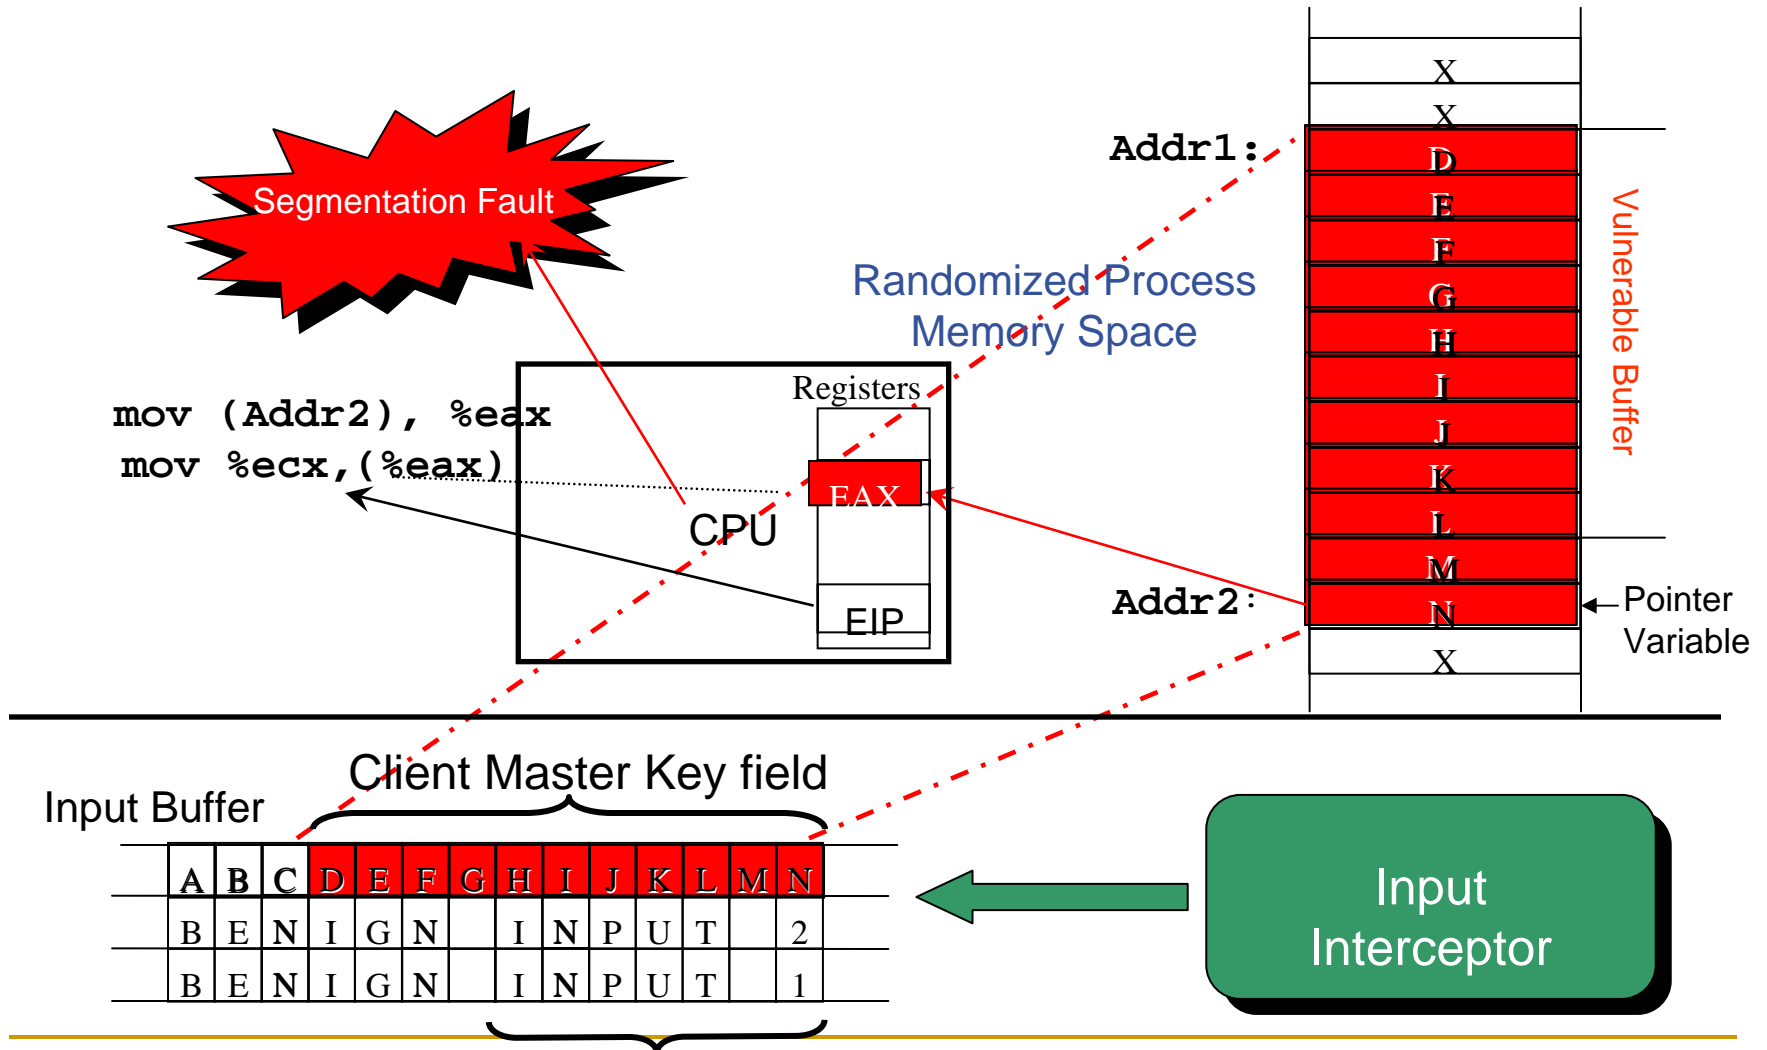 X
X
Addr1:
D
Segmentation Fault
E
F
Randomized Process
Memory Space
G
H
I
J
K
L
M
N
X
Vulnerable Buffer
Registers
mov (Addr2), %eax
mov %ecx,(%eax)
EAX
CPU
EIP
Addr2:
Pointer
Variable
Client Master Key field
Input Buffer
A B C D E F G H I J K L M N
B E N I G N I N P U T 2
B E N I G N I N P U T 1
Input
Interceptor